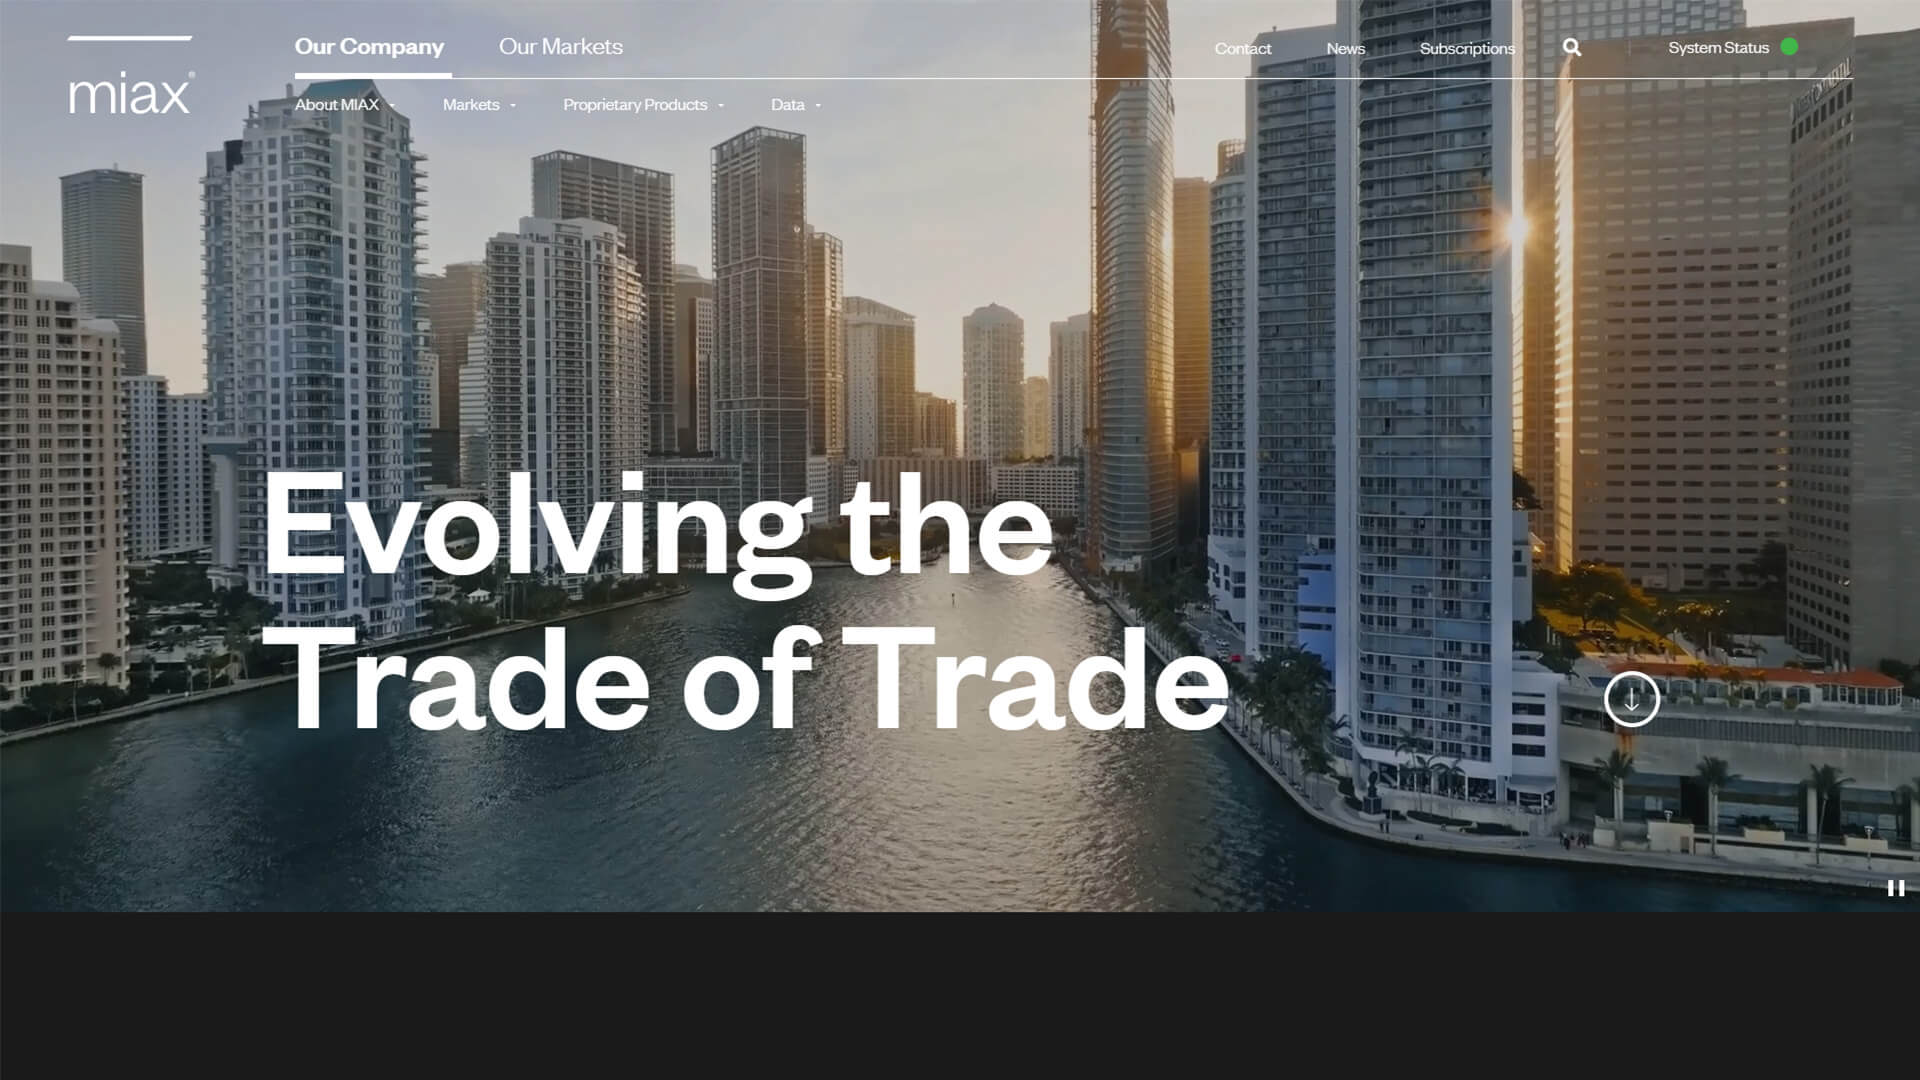 Our Company
Our Markets
Contact
News
Subscriptions
System Status
miax®
About MIAX
Markets
Proprietary Products
Data
Evolving the
Trade of Trade